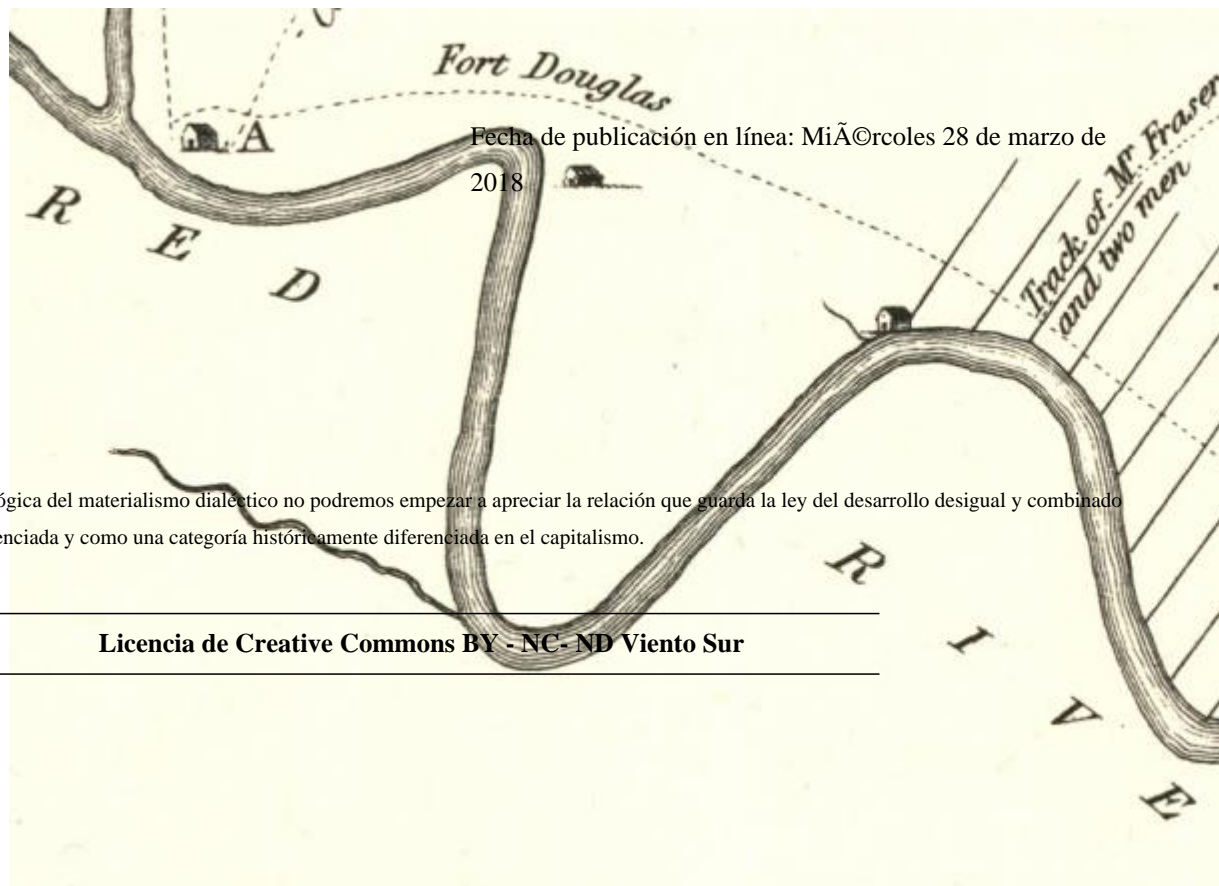 Fort Douglas
A
Fecha de publicación en línea: MiÃ©rcoles 28 de marzo de
2018
Track of Mr Fraser
and two men
RED
ógica del materialismo dialéctico no podremos empezar a apreciar la relación que guarda la ley del desarrollo desigual y combinado
enciada y como una categoría históricamente diferenciada en el capitalismo.
RIVE
Licencia de Creative Commons BY - NC- ND Viento Sur